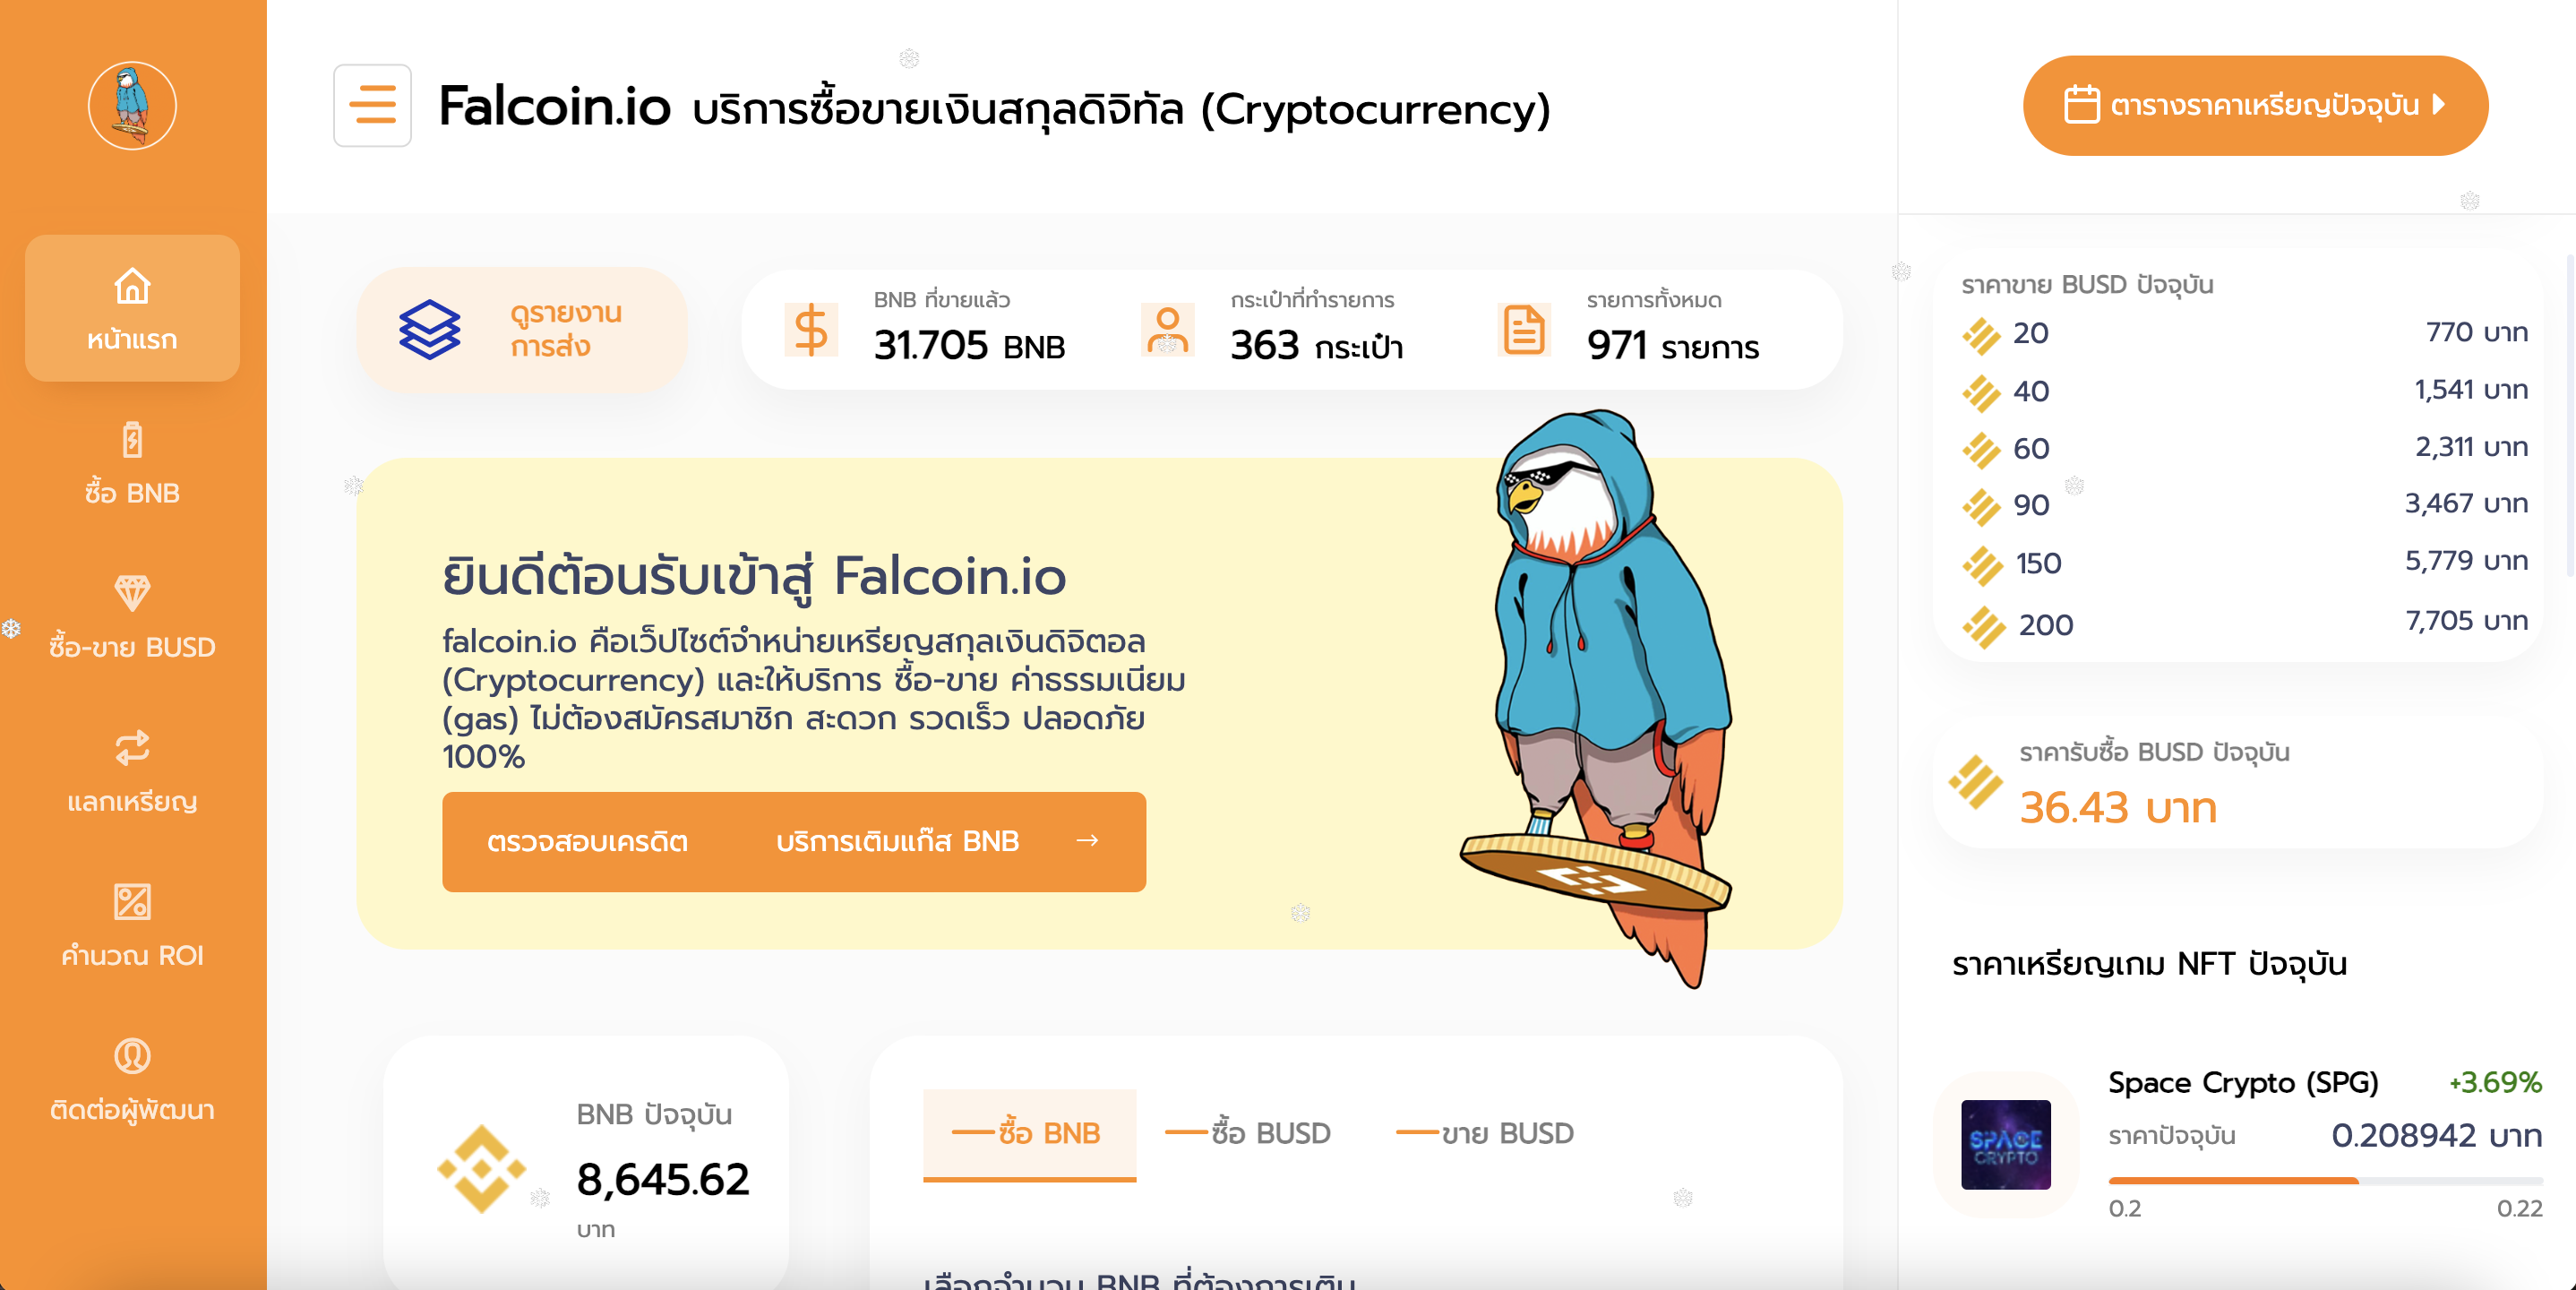 Falcoin.io บริการซื้อขายเงินสกุลดิจิทัล (Cryptocurrency)
ตารางราคาเหรียญปัจจุบัน
หน้าแรก
ซื้อ BNB
ซื้อ-ขาย BUSD
แลกเหรียญ
คำนวณ ROI
ติดต่อผู้พัฒนา
ดูรายงาน
การส่ง
BNB ที่ขายแล้ว
31.705 BNB
กระเป๋าที่ทำรายการ
363 กระเป๋า
รายการทั้งหมด
971 รายการ
ยินดีต้อนรับเข้าสู่ Falcoin.io
falcoin.io คือเว็ปไซต์จำหน่ายเหรียญสกุลเงินดิจิตอล
(Cryptocurrency) และให้บริการ ซื้อ-ขาย ค่าธรรมเนียม
(gas) ไม่ต้องสมัครสมาชิก สะดวก รวดเร็ว ปลอดภัย
100%
ตรวจสอบเครดิต
บริการเติมแก๊ส BNB →
BNB ปัจจุบัน
8,645.62
บาท
ซื้อ BNB
ซื้อ BUSD
ขาย BUSD
เลือกจำนวน BNB ที่ต้องการเติม
ราคาขาย BUSD ปัจจุบัน
20 770 บาท
40 1,541 บาท
60 2,311 บาท
90 3,467 บาท
150 5,779 บาท
200 7,705 บาท
ราคารับซื้อ BUSD ปัจจุบัน
36.43 บาท
ราคาเหรียญเกม NFT ปัจจุบัน
SPACE
CRYPTO
Space Crypto (SPG) +3.69%
ราคาปัจจุบัน 0.208942 บาท
0.2 0.22